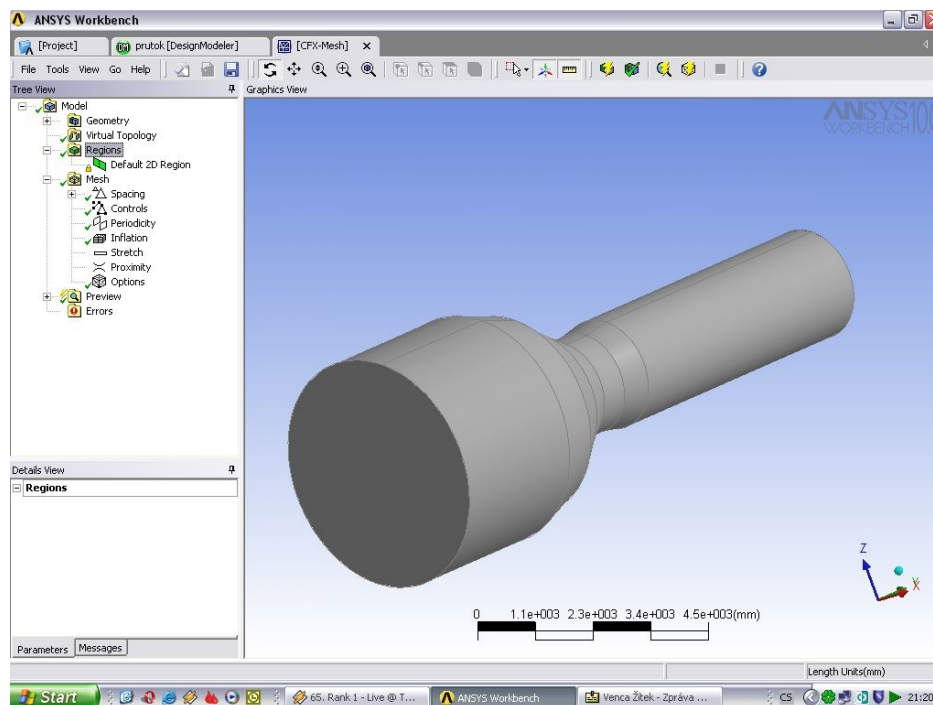 ANSYS Workbench
[Project] prutok [DesignModeler] [CFX-Mesh]
File Tools View Go Help
Tree View
Graphics View
Model
Geometry
Virtual Topology
Regions
Default 2D Region
Mesh
Spacing
Controls
Periodicity
Inflation
Stretch
Proximity
Options
Preview
Errors
ANSYS 10.0
WORKBENCH
Details View
Regions
Z
X
0 1.1e+003 2.3e+003 3.4e+003 4.5e+003(mm)
Parameters Messages
Length Units(mm)
Start 65. Rank 1 - Live @ T... ANSYS Workbench Venca Žitek - Zpráva ... CS 21:20